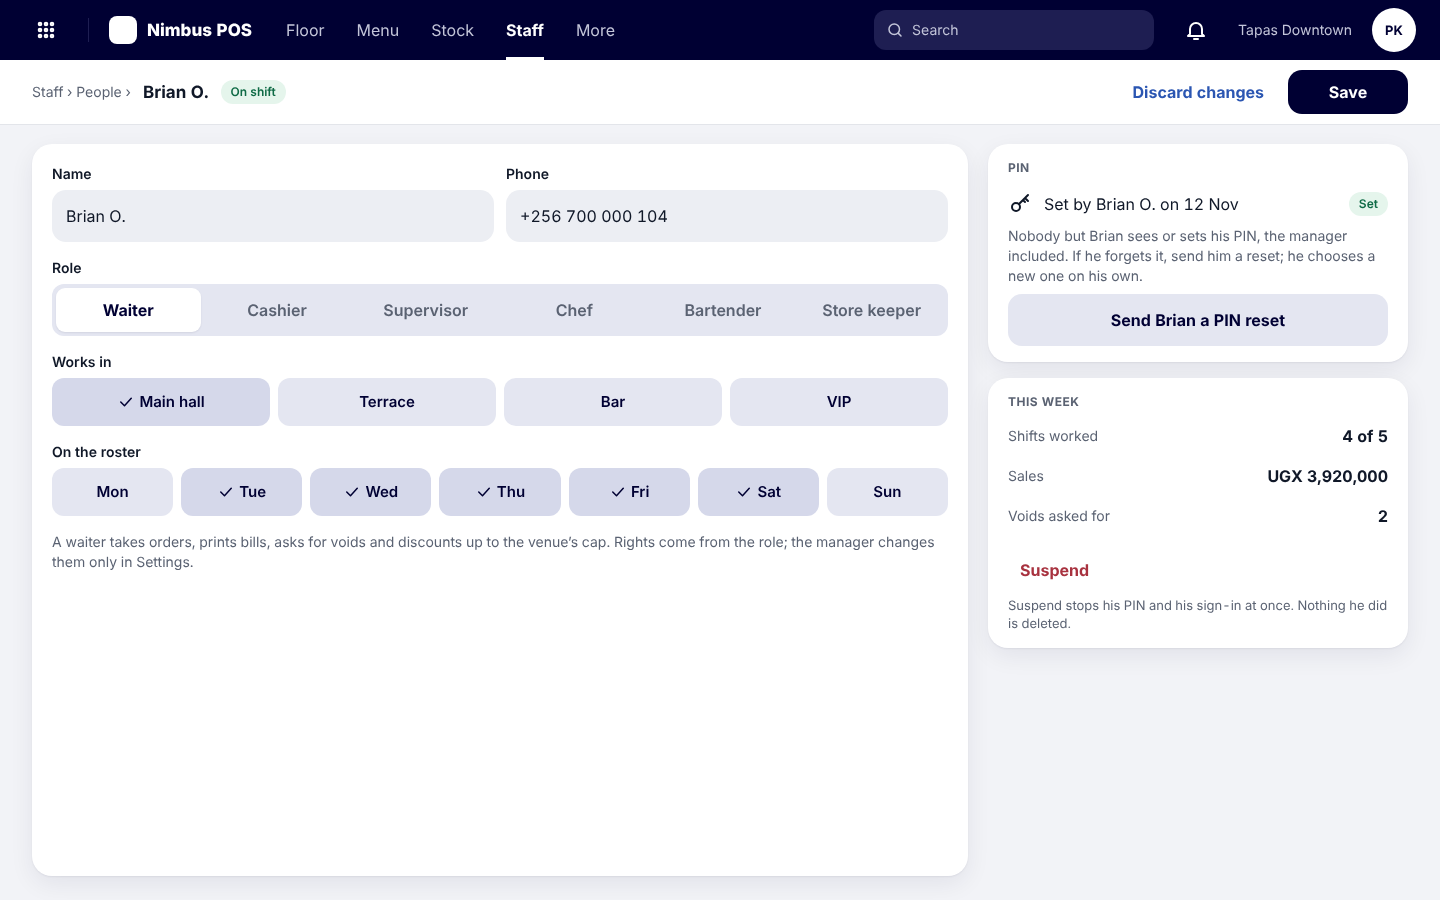 Nimbus POS
Floor
Menu
Stock
Staff
More
Search
Tapas Downtown
PK
Staff › People ›
Brian O.
On shift
Discard changes
Save
Name
Phone
Brian O.
+256 700 000 104
Role
Waiter
Cashier
Supervisor
Chef
Bartender
Store keeper
Works in
Main hall
Terrace
Bar
VIP
On the roster
Mon
Tue
Wed
Thu
Fri
Sat
Sun
A waiter takes orders, prints bills, asks for voids and discounts up to the venue’s cap. Rights come from the role; the manager changes
them only in Settings.
PIN
Set by Brian O. on 12 Nov
Set
Nobody but Brian sees or sets his PIN, the manager
included. If he forgets it, send him a reset; he chooses a
new one on his own.
Send Brian a PIN reset
THIS WEEK
Shifts worked
4 of 5
Sales
UGX 3,920,000
Voids asked for
2
Suspend
Suspend stops his PIN and his sign-in at once. Nothing he did
is deleted.